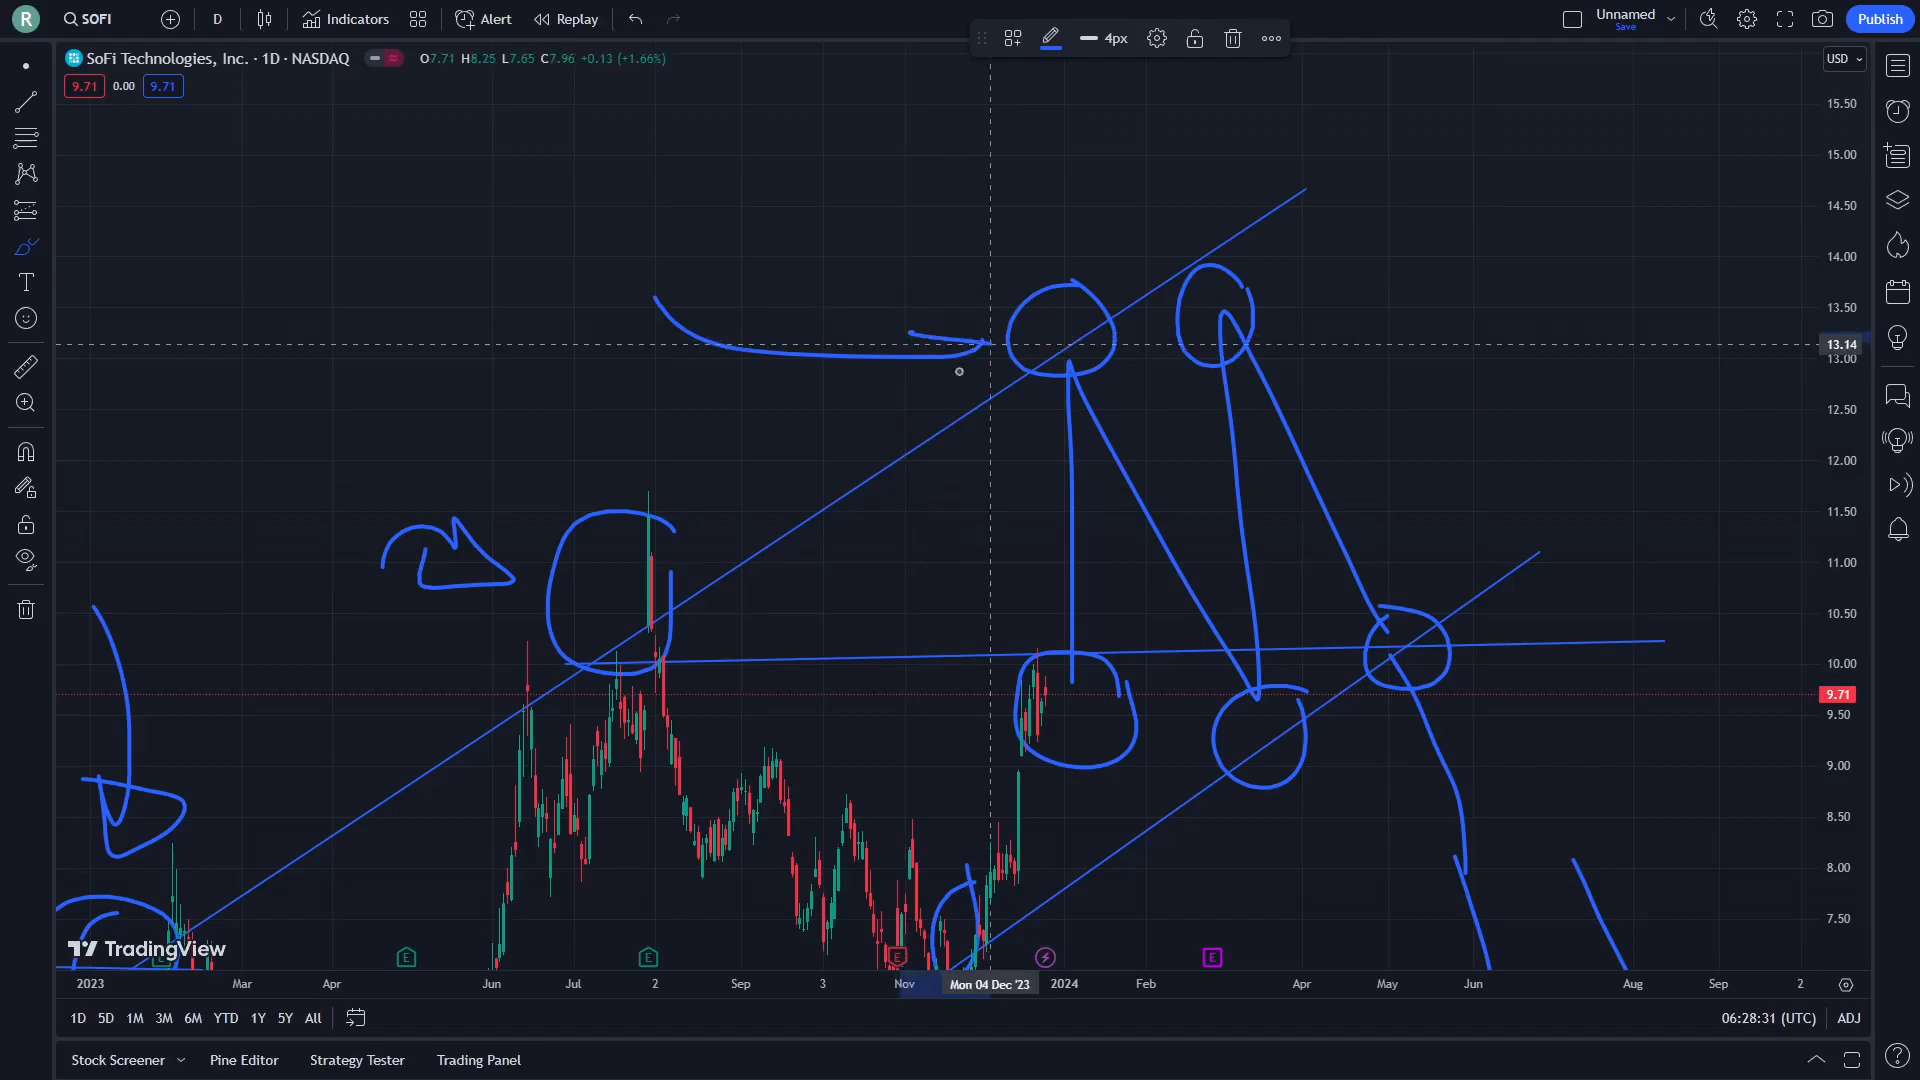 R SOFI D Indicators Alert Replay Unnamed Save Publish
4px
SoFi Technologies, Inc. · 1D · NASDAQ O7.71 H8.25 L7.65 C7.96 +0.13 (+1.66%) USD
9.71 0.00 9.71
15.50
15.00
14.50
14.00
13.50
13.14
13.00
12.50
12.00
11.50
11.00
10.50
10.00
9.71
9.50
9.00
8.50
8.00
7.50
TradingView
E E E E E
2023 Mar Apr Jun Jul 2 Sep 3 Nov Mon 04 Dec '23 2024 Feb Apr May Jun Aug Sep 2
1D 5D 1M 3M 6M YTD 1Y 5Y All 06:28:31 (UTC) ADJ
Stock Screener Pine Editor Strategy Tester Trading Panel